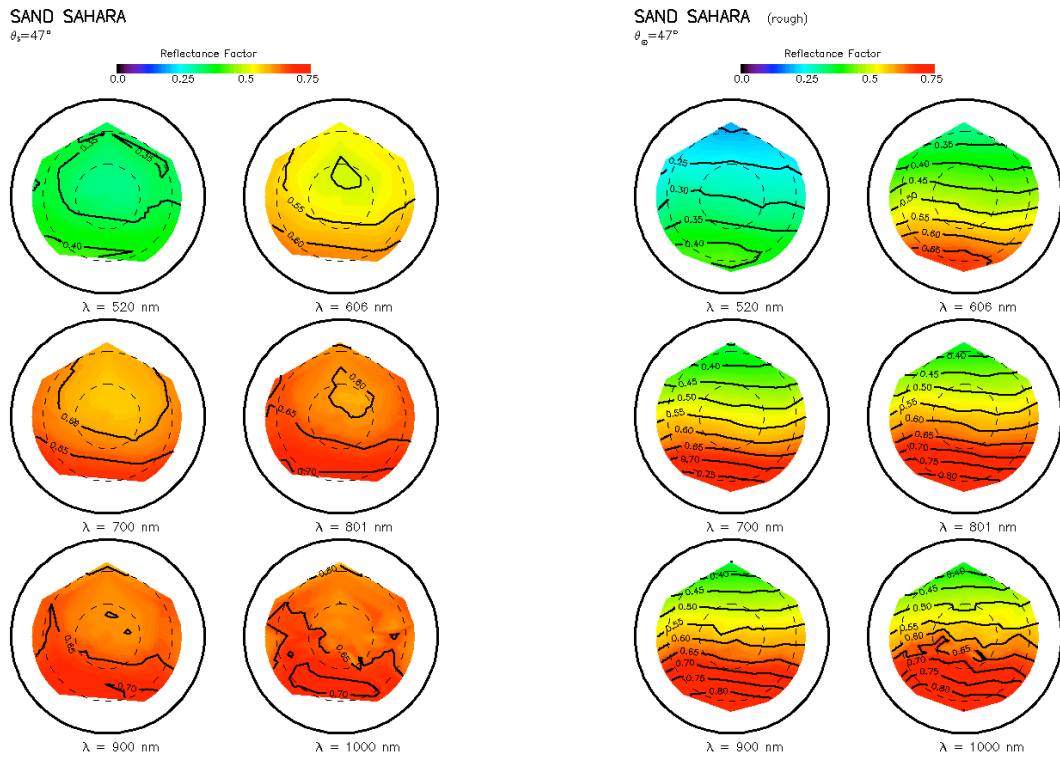 SAND SAHARA
θs=47°
Reflectance Factor
0.0 0.25 0.5 0.75
0.35 0.35 0.40
0.55 0.60
λ = 520 nm
λ = 606 nm
0.60 0.65
0.60 0.65 0.70
λ = 700 nm
λ = 801 nm
0.65 0.70
0.60 0.65 0.70
λ = 900 nm
λ = 1000 nm
SAND SAHARA (rough)
θ⊙=47°
Reflectance Factor
0.0 0.25 0.5 0.75
0.25 0.30 0.35 0.40
0.35 0.40 0.45 0.50 0.55 0.60 0.65
λ = 520 nm
λ = 606 nm
0.40 0.45 0.50 0.55 0.60 0.65 0.70 0.75
0.40 0.45 0.50 0.55 0.60 0.65 0.70 0.75 0.80
λ = 700 nm
λ = 801 nm
0.40 0.45 0.50 0.55 0.60 0.65 0.70 0.75 0.80
0.40 0.45 0.50 0.55 0.60 0.65 0.70 0.75 0.80
λ = 900 nm
λ = 1000 nm